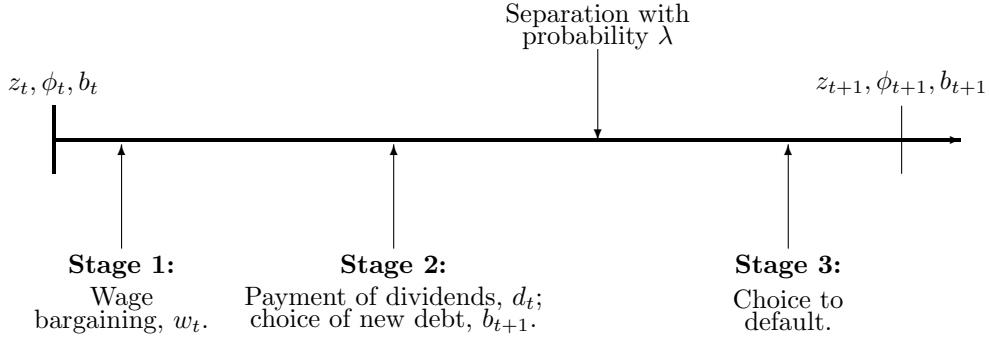 Separation with
probability λ
z_t, ϕ_t, b_t
z_{t+1}, ϕ_{t+1}, b_{t+1}
Stage 1:
Wage
bargaining, w_t.
Stage 2:
Payment of dividends, d_t;
choice of new debt, b_{t+1}.
Stage 3:
Choice to
default.